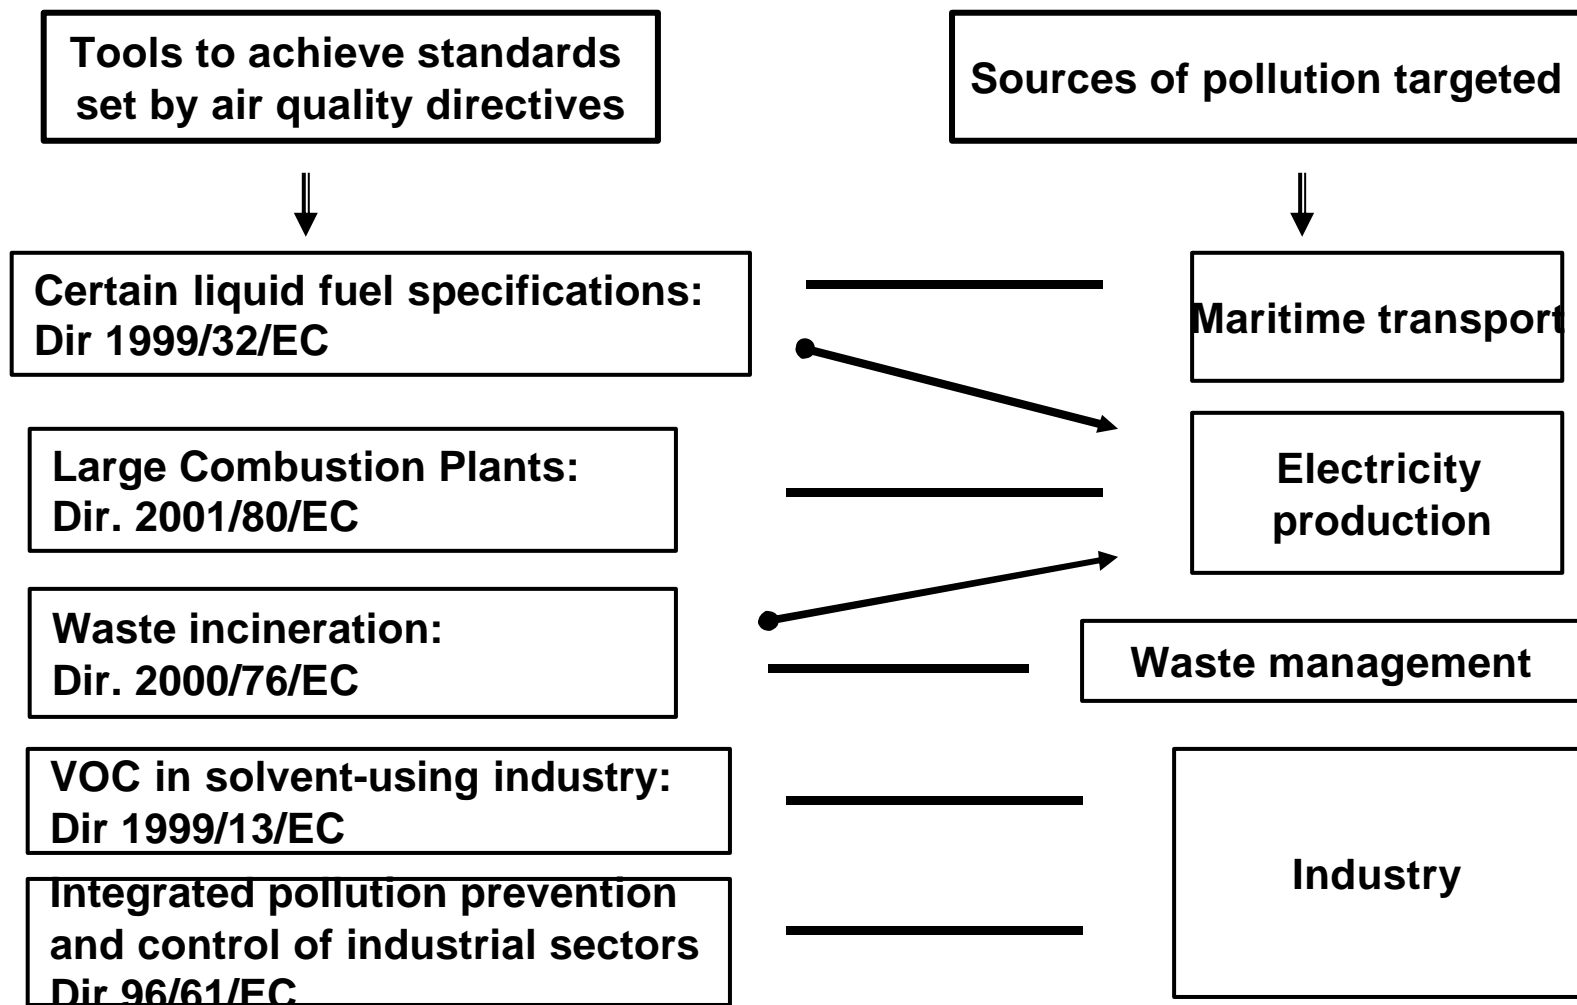 Tools to achieve standards
set by air quality directives
Sources of pollution targeted
Certain liquid fuel specifications:
Dir 1999/32/EC
Maritime transport
Large Combustion Plants:
Dir. 2001/80/EC
Electricity
production
Waste incineration:
Dir. 2000/76/EC
Waste management
VOC in solvent-using industry:
Dir 1999/13/EC
Industry
Integrated pollution prevention
and control of industrial sectors
Dir 96/61/EC